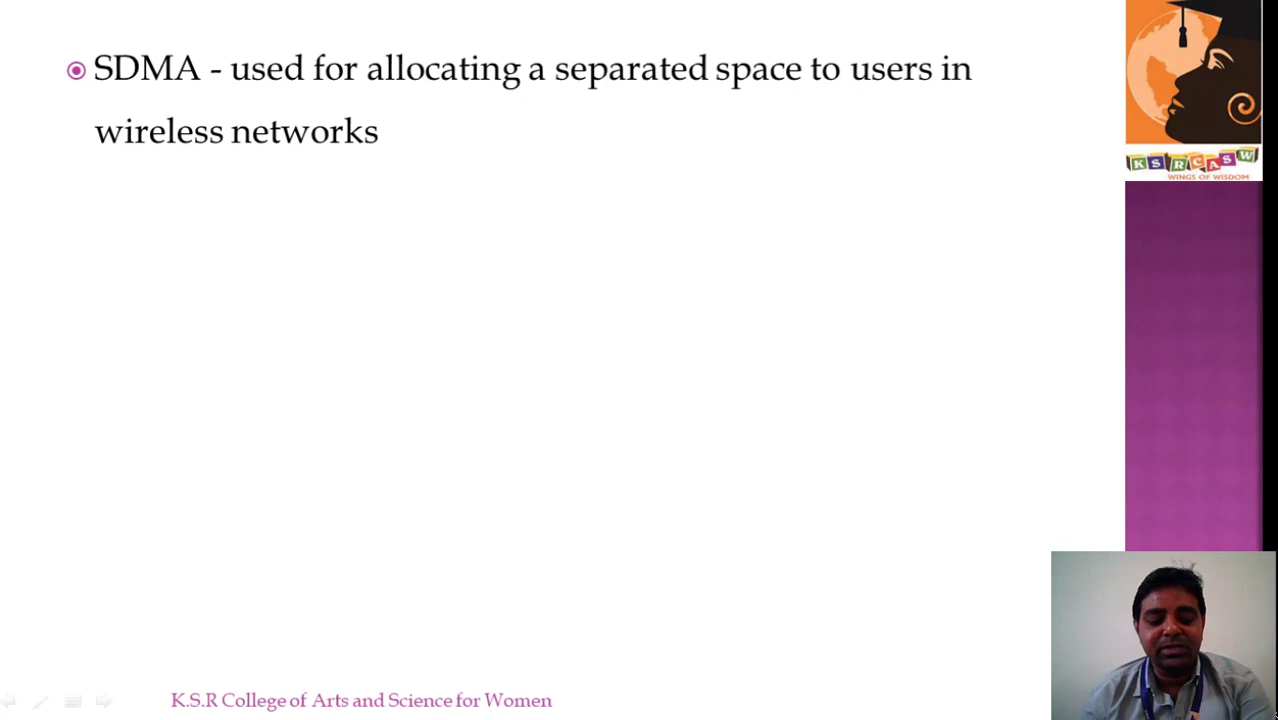 SDMA - used for allocating a separated space to users in
wireless networks
KSRCASW
WINGS OF WISDOM
K.S.R College of Arts and Science for Women